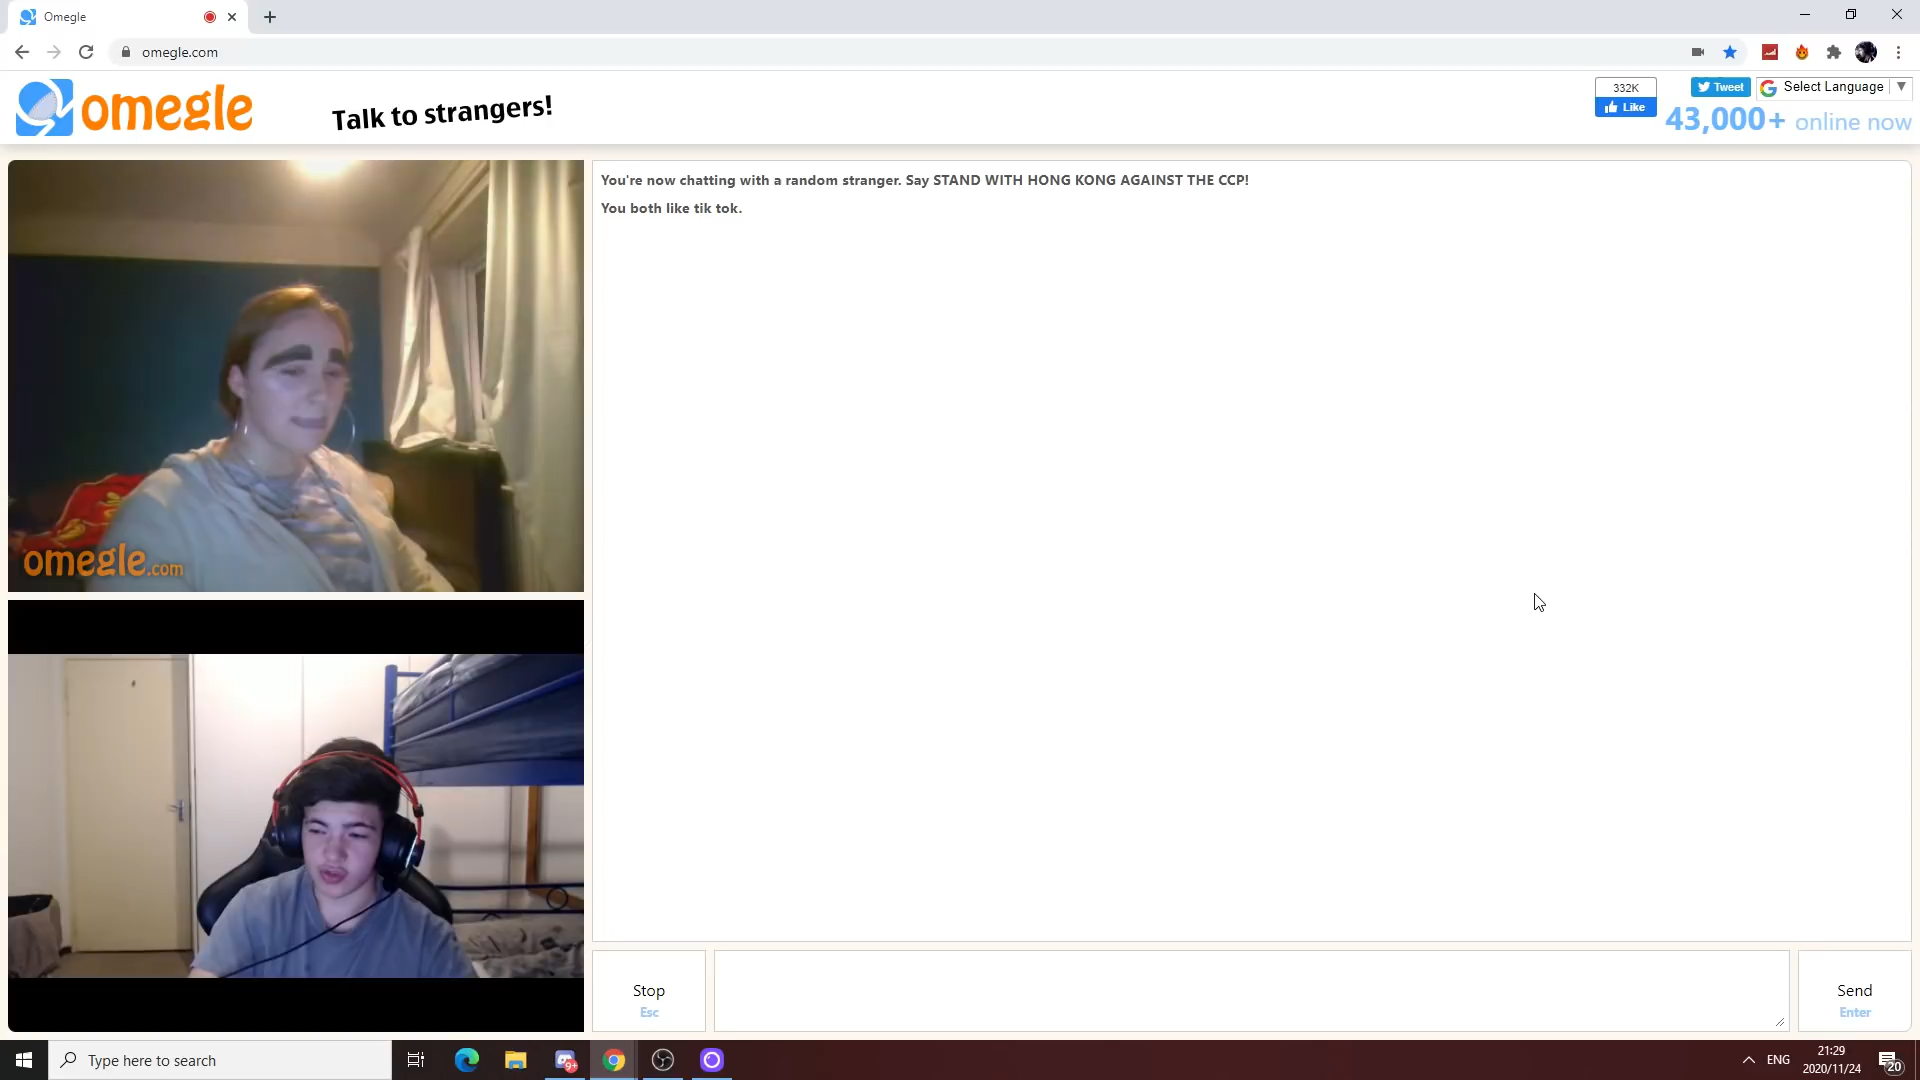 Omegle
omegle.com
omegle
Talk to strangers!
332K
Like
Tweet
Select Language
43,000+ online now
You're now chatting with a random stranger. Say STAND WITH HONG KONG AGAINST THE CCP!
You both like tik tok.
omegle.com
Stop
Esc
Send
Enter
Type here to search
9+
ENG
21:29
2020/11/24
20